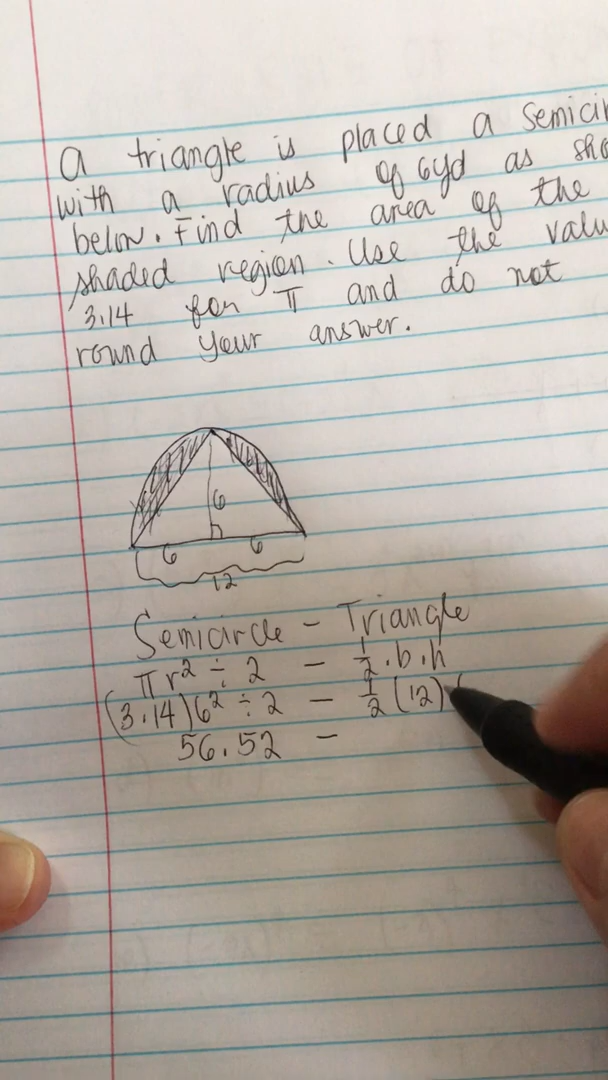 A triangle is placed a semicir
with a radius of 6yd as sho
below. Find the area of the
shaded region. Use the valu
3.14 for π and do not
round your answer.
6
6 6
12
Semicircle - Triangle
πr² ÷ 2 - 1/2 . b . h
(3.14)6² ÷ 2 - 1/2 (12) (
56.52 -